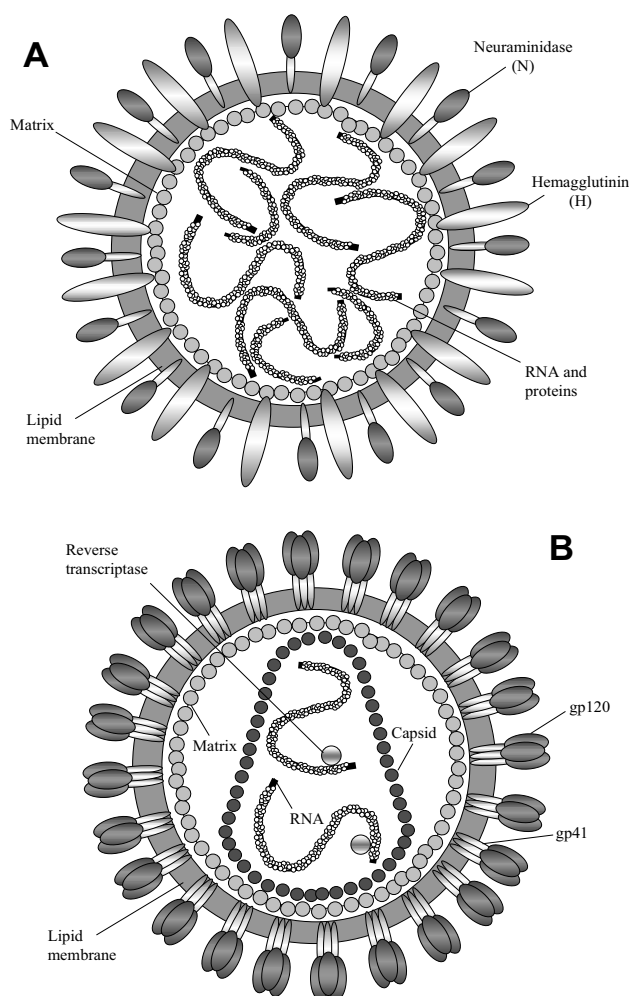 A
Neuraminidase
(N)
Matrix
Hemagglutinin
(H)
RNA and
proteins
Lipid
membrane
B
Reverse
transcriptase
gp120
Matrix
Capsid
RNA
gp41
Lipid
membrane